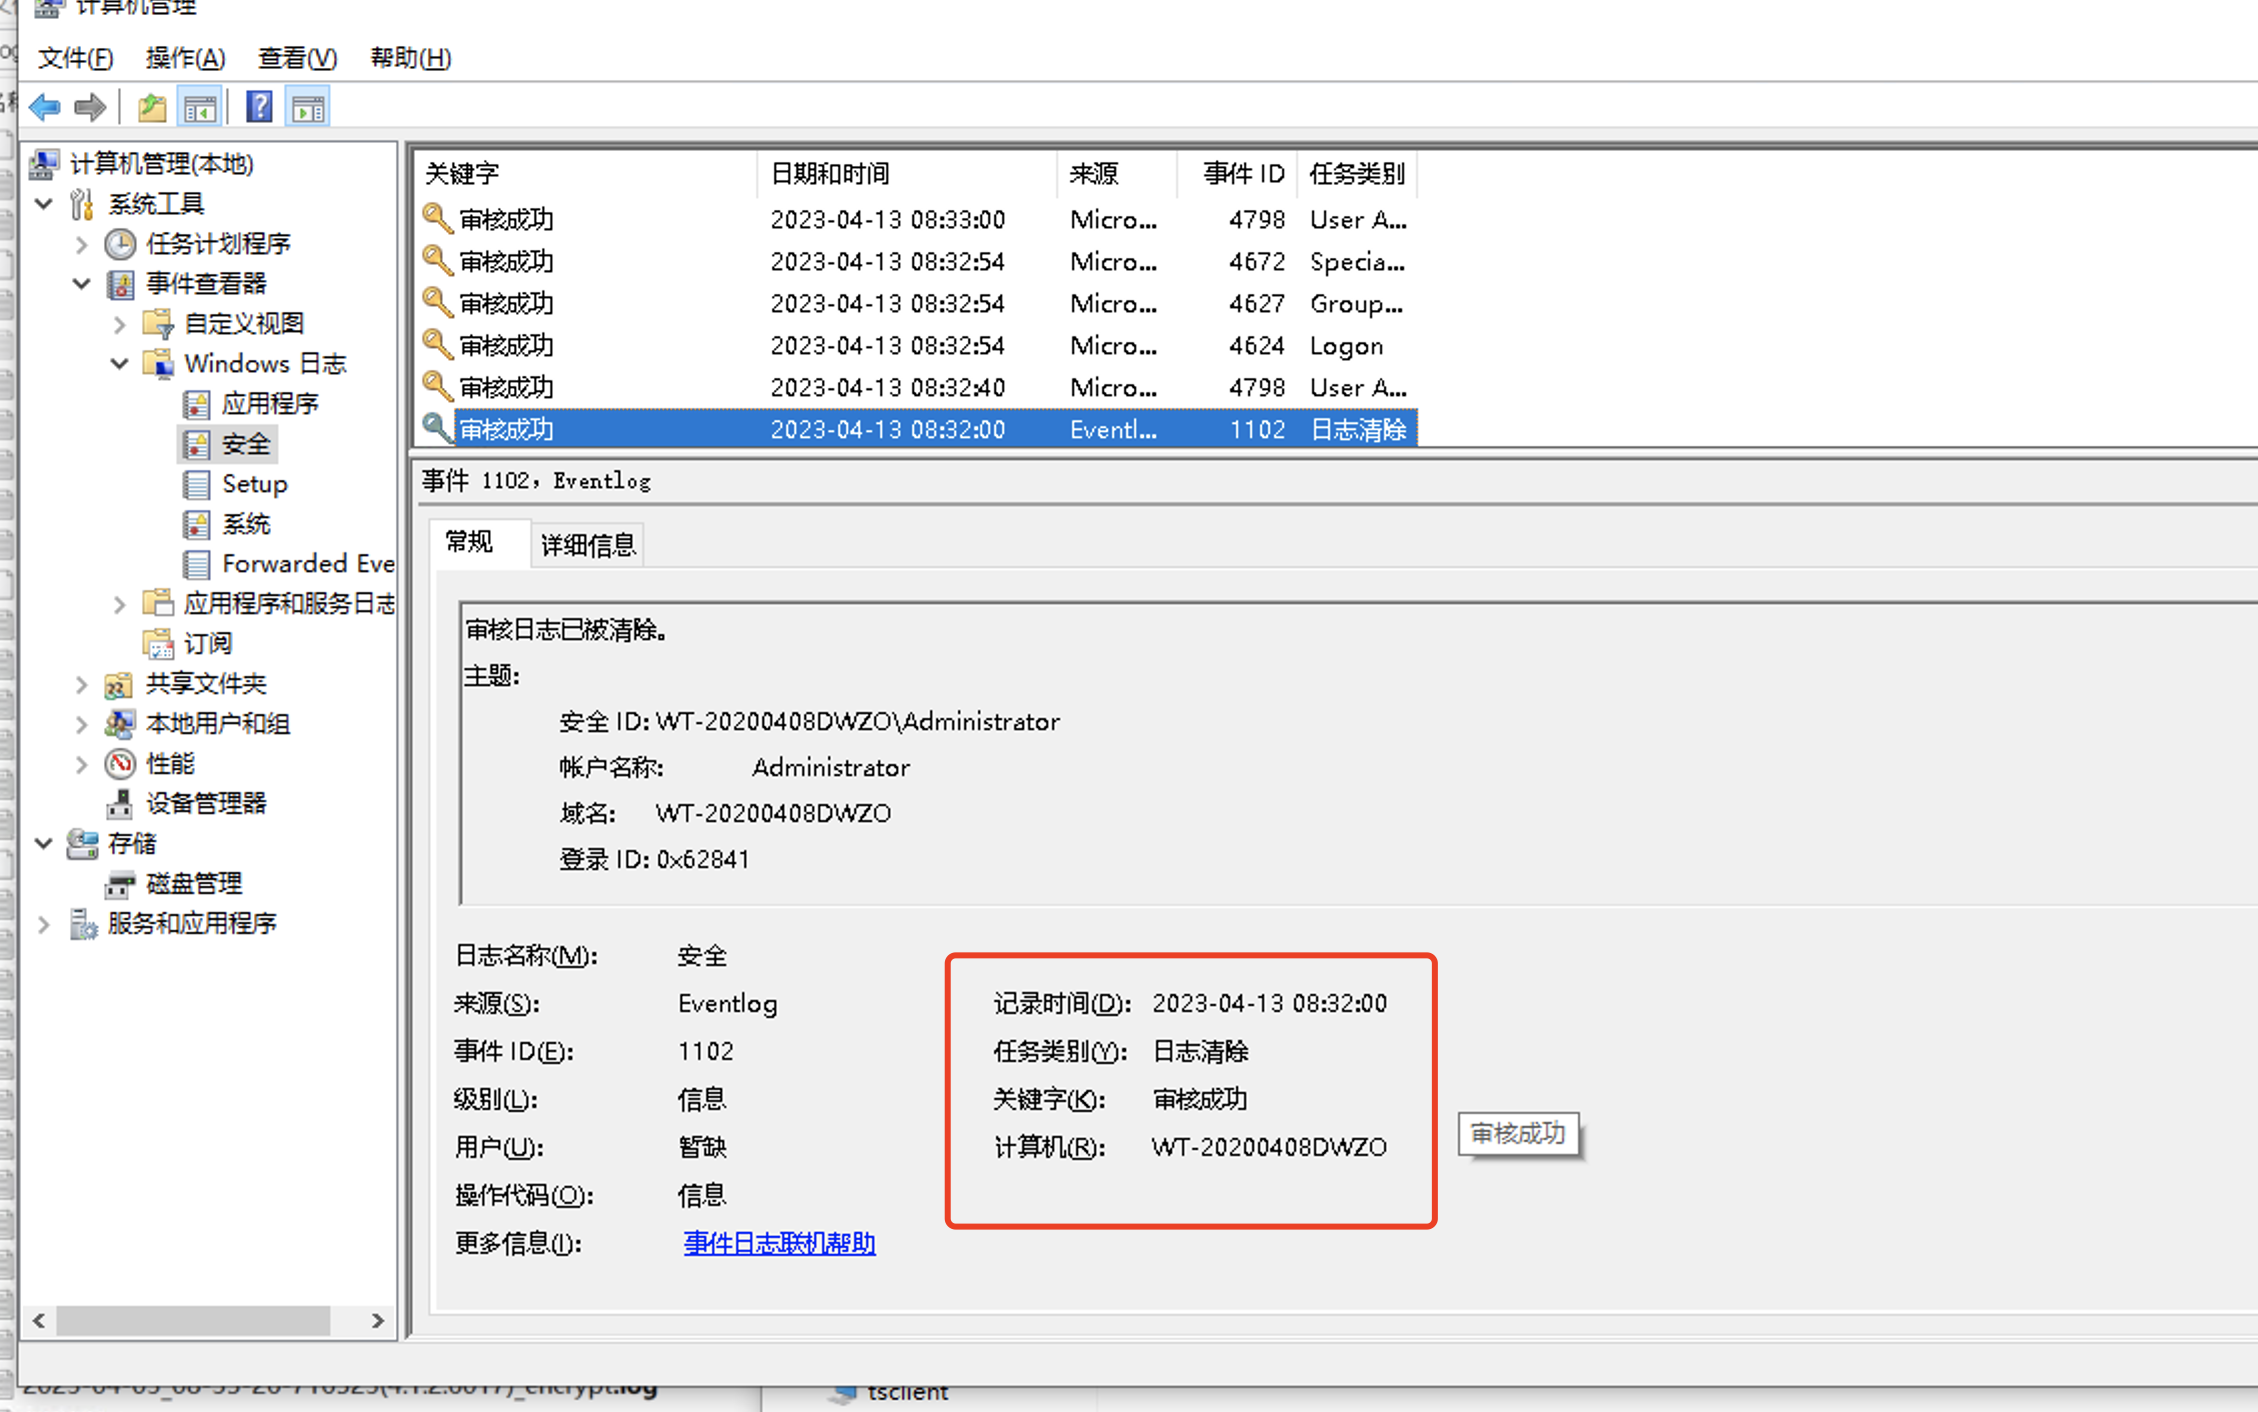 计算机管理
文件(F) 操作(A) 查看(V) 帮助(H)
计算机管理(本地)
系统工具
任务计划程序
事件查看器
自定义视图
Windows 日志
应用程序
安全
Setup
系统
Forwarded Eve
应用程序和服务日志
订阅
共享文件夹
本地用户和组
性能
设备管理器
存储
磁盘管理
服务和应用程序
关键字 日期和时间 来源 事件 ID 任务类别
审核成功 2023-04-13 08:33:00 Micro... 4798 User A...
审核成功 2023-04-13 08:32:54 Micro... 4672 Specia...
审核成功 2023-04-13 08:32:54 Micro... 4627 Group...
审核成功 2023-04-13 08:32:54 Micro... 4624 Logon
审核成功 2023-04-13 08:32:40 Micro... 4798 User A...
审核成功 2023-04-13 08:32:00 Eventl... 1102 日志清除
事件 1102，Eventlog
常规 详细信息
审核日志已被清除。
主题:
安全 ID: WT-20200408DWZO\Administrator
帐户名称: Administrator
域名: WT-20200408DWZO
登录 ID: 0x62841
日志名称(M): 安全
来源(S): Eventlog 记录时间(D): 2023-04-13 08:32:00
事件 ID(E): 1102 任务类别(Y): 日志清除
级别(L): 信息 关键字(K): 审核成功
用户(U): 暂缺 计算机(R): WT-20200408DWZO
审核成功
操作代码(O): 信息
更多信息(I): 事件日志联机帮助
tsclient